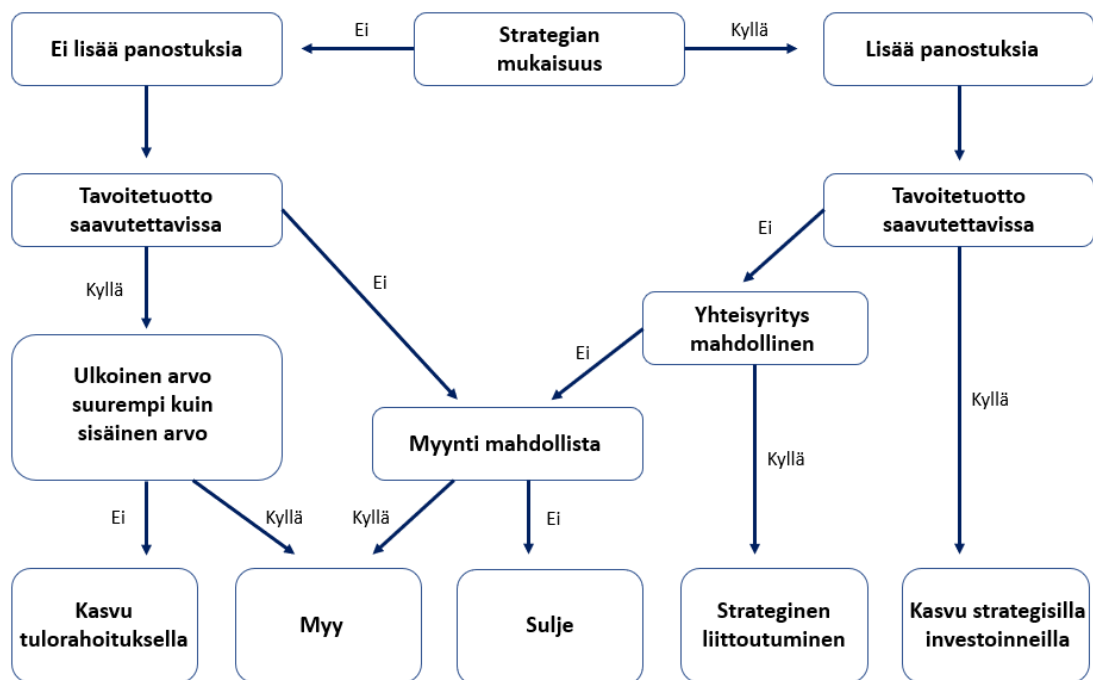 Ei lisää panostuksia
Ei
Strategian
mukaisuus
Kyllä
Lisää panostuksia
Tavoitetuotto
saavutettavissa
Tavoitetuotto
saavutettavissa
Ei
Kyllä
Ei
Yhteisyritys
mahdollinen
Ei
Ulkoinen arvo
suurempi kuin
sisäinen arvo
Kyllä
Myynti mahdollista
Kyllä
Ei
Kyllä
Kyllä
Ei
Kasvu
tulorahoituksella
Myy
Sulje
Strateginen
liittoutuminen
Kasvu strategisilla
investoinneilla